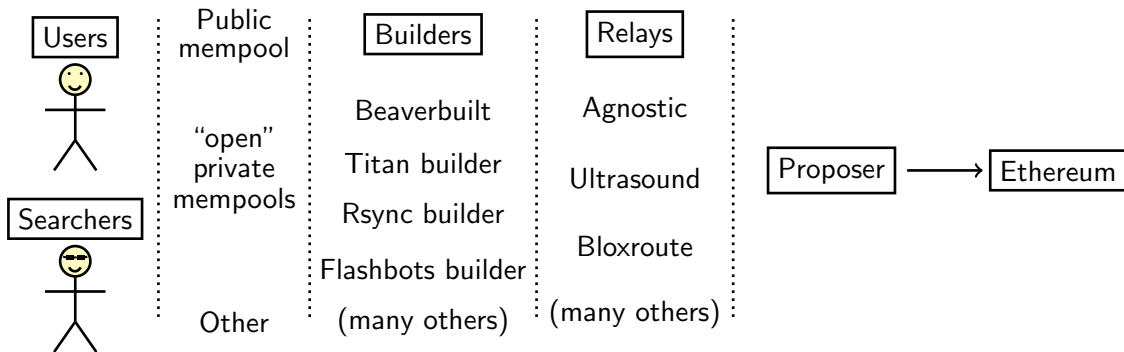 Users
Searchers
Public
mempool
“open”
private
mempools
Other
Builders
Beaverbuilt
Titan builder
Rsync builder
Flashbots builder
(many others)
Relays
Agnostic
Ultrasound
Bloxroute
(many others)
Proposer
Ethereum